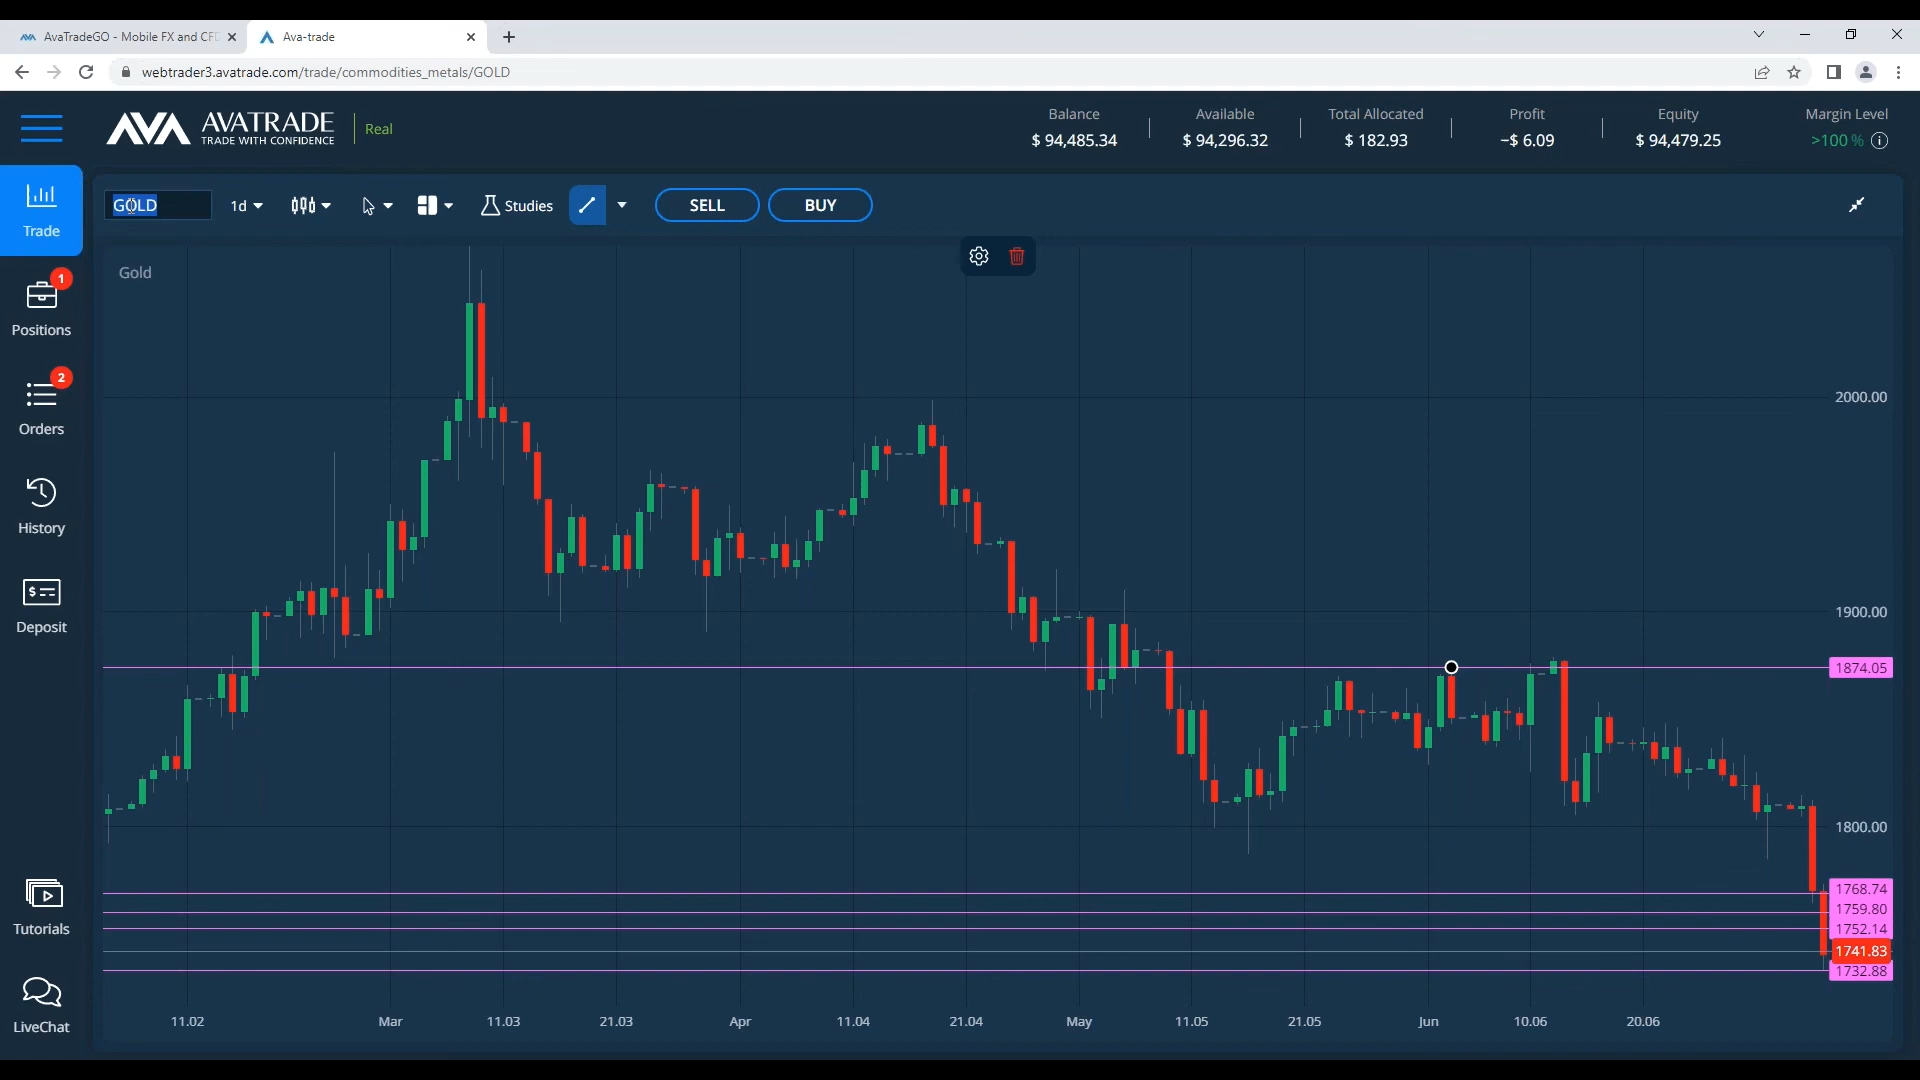 AvaTradeGO - Mobile FX and CFD
Ava-trade
webtrader3.avatrade.com/trade/commodities_metals/GOLD
AVA AVATRADE
TRADE WITH CONFIDENCE
Real
Balance
$ 94,485.34
Available
$ 94,296.32
Total Allocated
$ 182.93
Profit
−$ 6.09
Equity
$ 94,479.25
Margin Level
>100 %
Trade
GOLD
1d
Studies
SELL
BUY
1
Positions
2
Orders
History
Deposit
Tutorials
LiveChat
Gold
2000.00
1900.00
1874.05
1800.00
1768.74
1759.80
1752.14
1741.83
1732.88
11.02 Mar 11.03 21.03 Apr 11.04 21.04 May 11.05 21.05 Jun 10.06 20.06